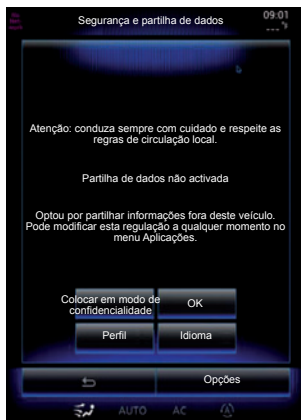 Segurança e partilha de dados
09:01
Atenção: conduza sempre com cuidado e respeite as
regras de circulação local.
Partilha de dados não activada
Optou por partilhar informações fora deste veículo.
Pode modificar esta regulação a qualquer momento no
menu Aplicações.
Colocar em modo de
confidencialidade
OK
Perfil
Idioma
Opções
AUTO
AC